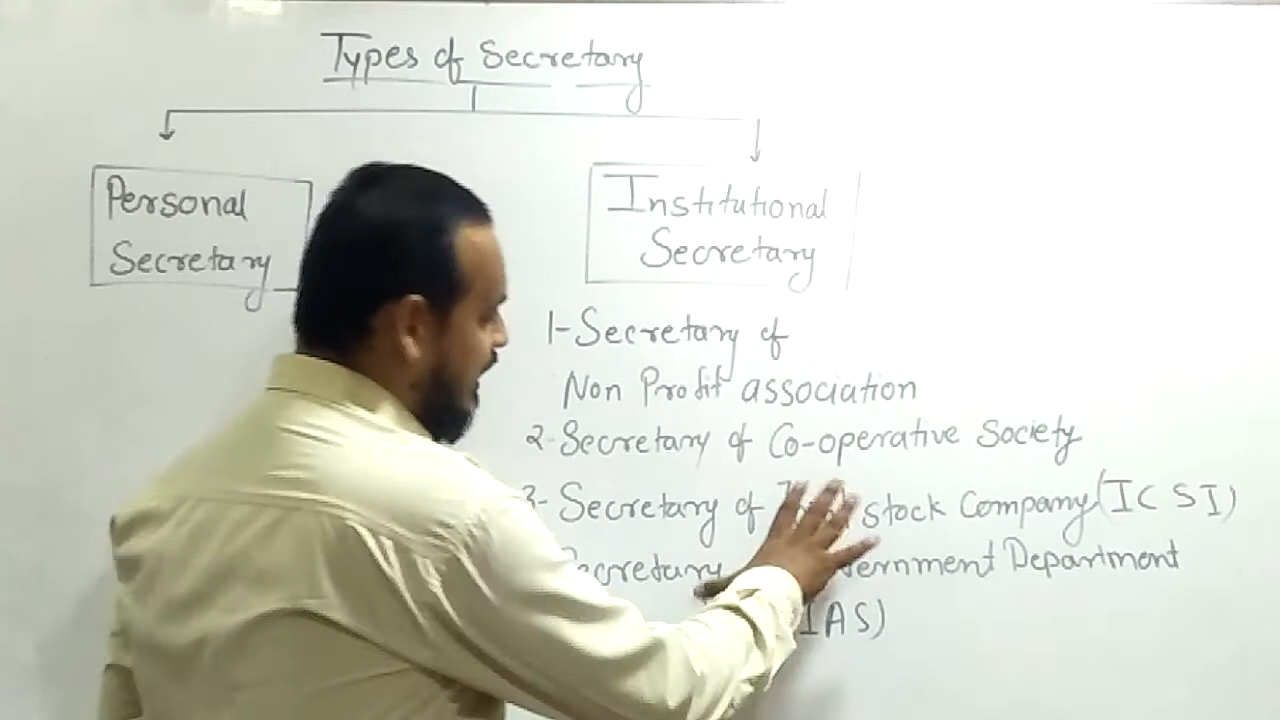 Types of Secretary
Personal
Secretary
Institutional
Secretary
1-Secretary of
Non Profit association
2-Secretary of Co-operative Society
3-Secretary of stock Company (ICSI)
Department
IAS)